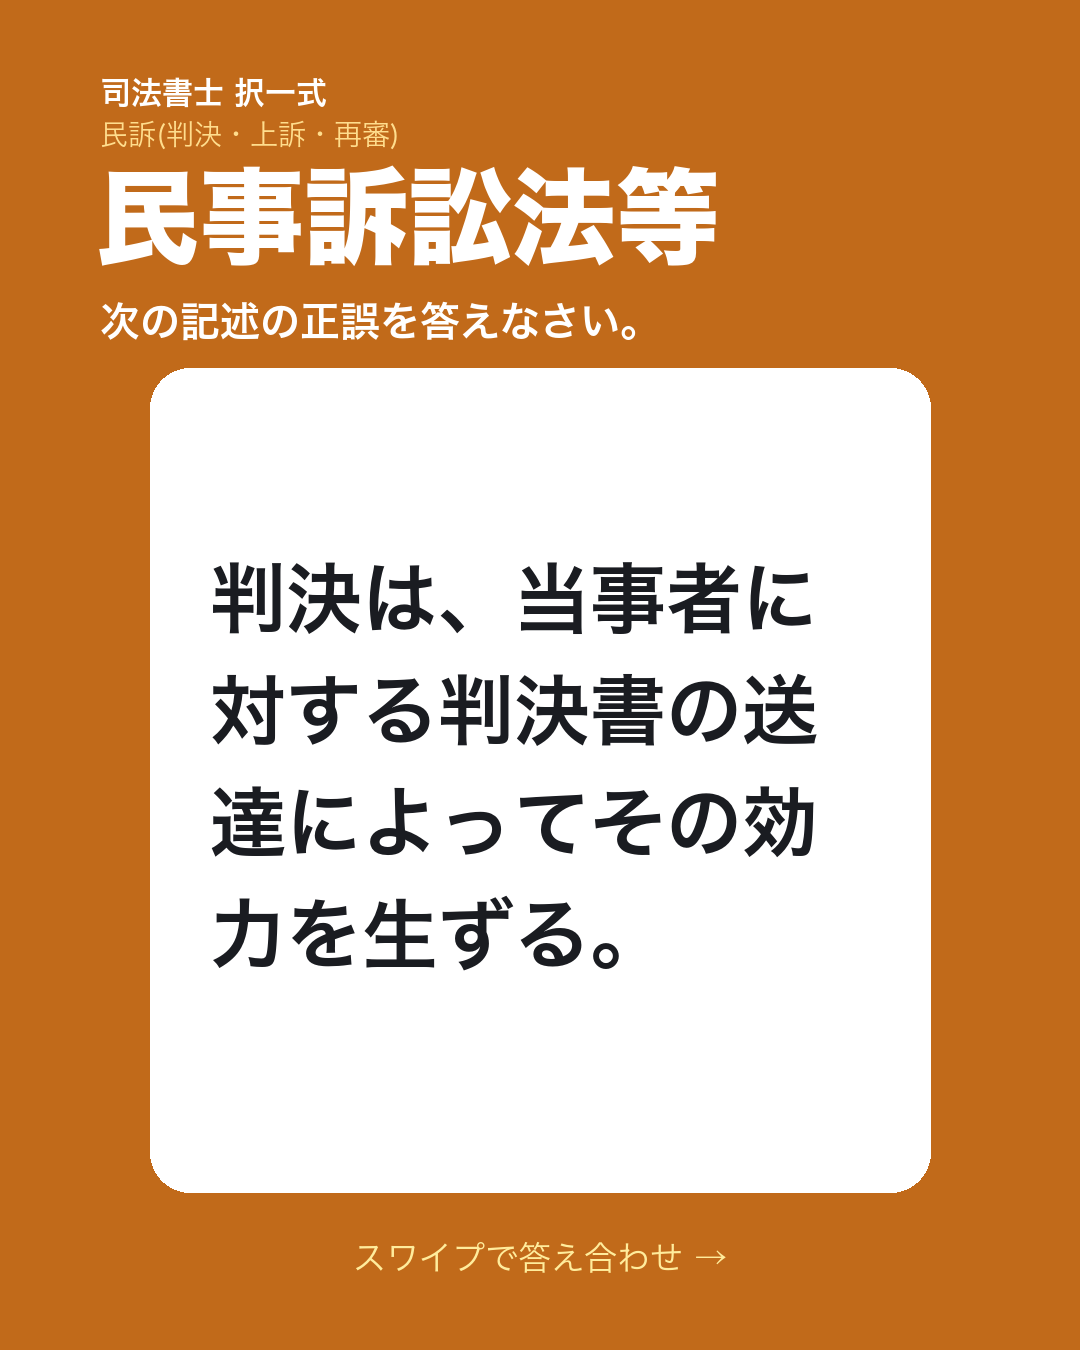 司法書士 択一式
民訴(判決・上訴・再審)
民事訴訟法等
次の記述の正誤を答えなさい。
判決は、当事者に
対する判決書の送
達によってその効
力を生ずる。
スワイプで答え合わせ →